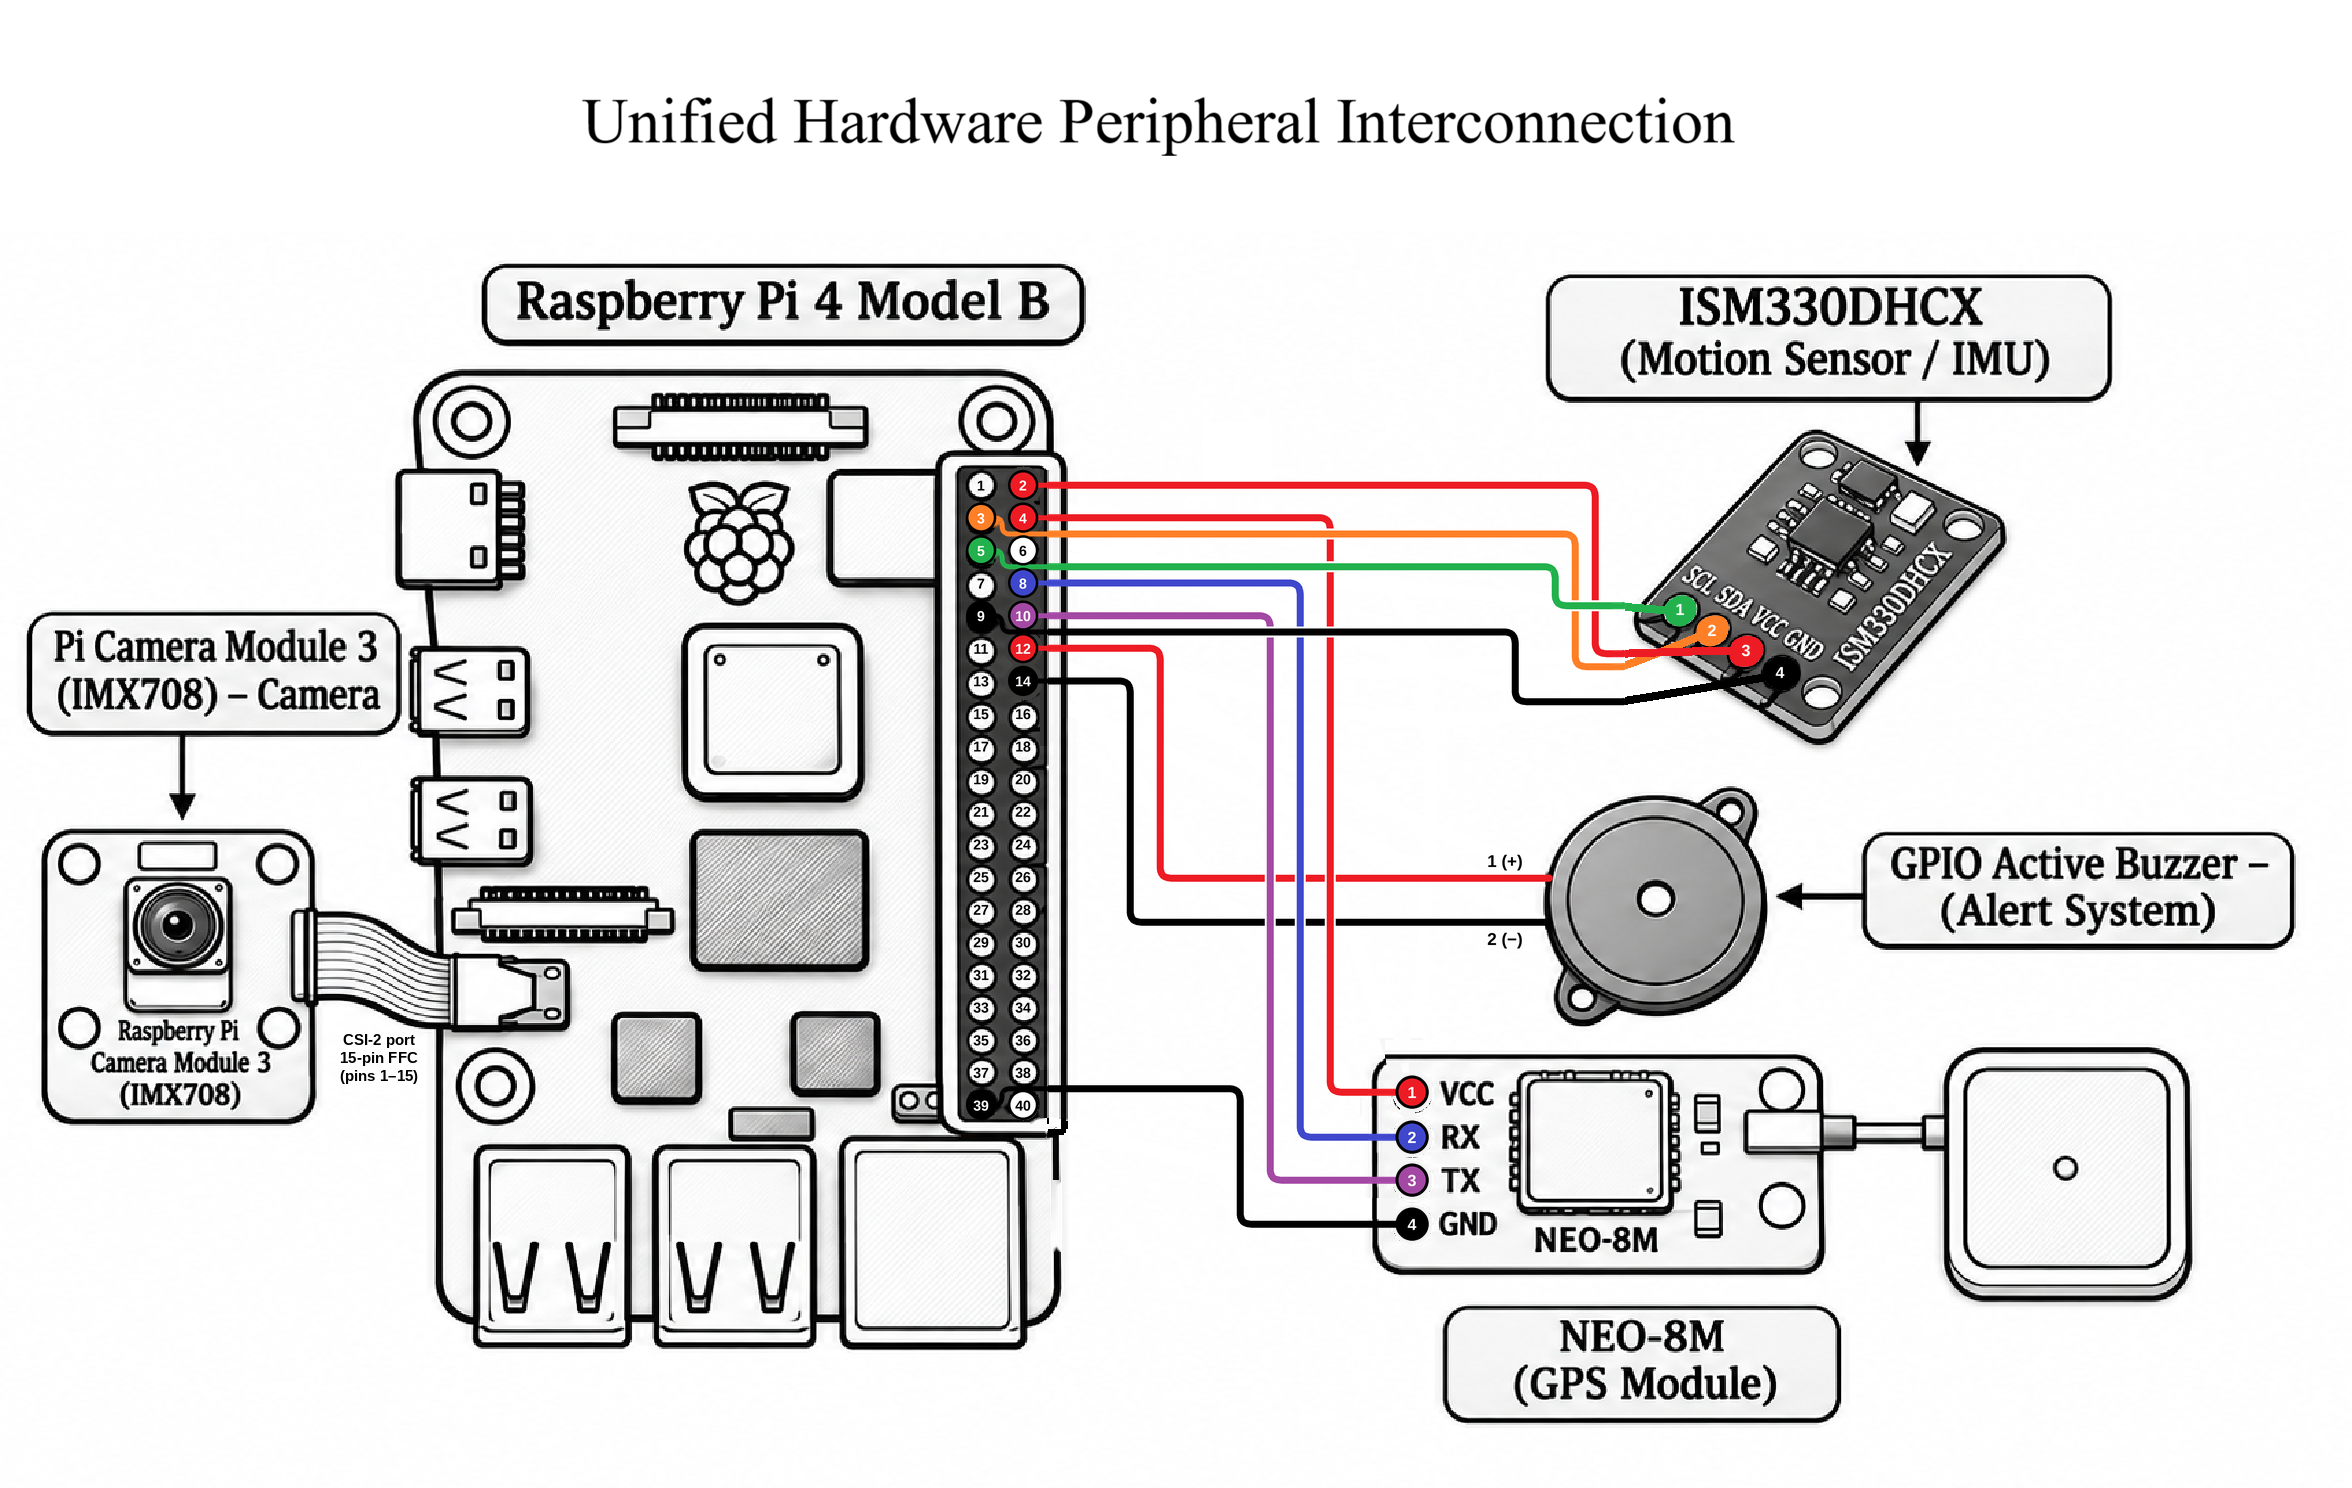 Unified Hardware Peripheral Interconnection
Raspberry Pi 4 Model B
ISM330DHCX
(Motion Sensor / IMU)
Pi Camera Module 3
(IMX708) – Camera
1 2
3 4
5 6
7 8
9 10
11 12
13 14
15 16
17 18
19 20
21 22
23 24
25 26
27 28
29 30
31 32
33 34
35 36
37 38
39 40
SCL SDA VCC GND
1 2 3 4
ISM330DHCX
1 (+)
2 (−)
GPIO Active Buzzer –
(Alert System)
Raspberry Pi
Camera Module 3
(IMX708)
CSI-2 port
15-pin FFC
(pins 1–15)
1 VCC
2 RX
3 TX
4 GND
NEO-8M
NEO-8M
(GPS Module)